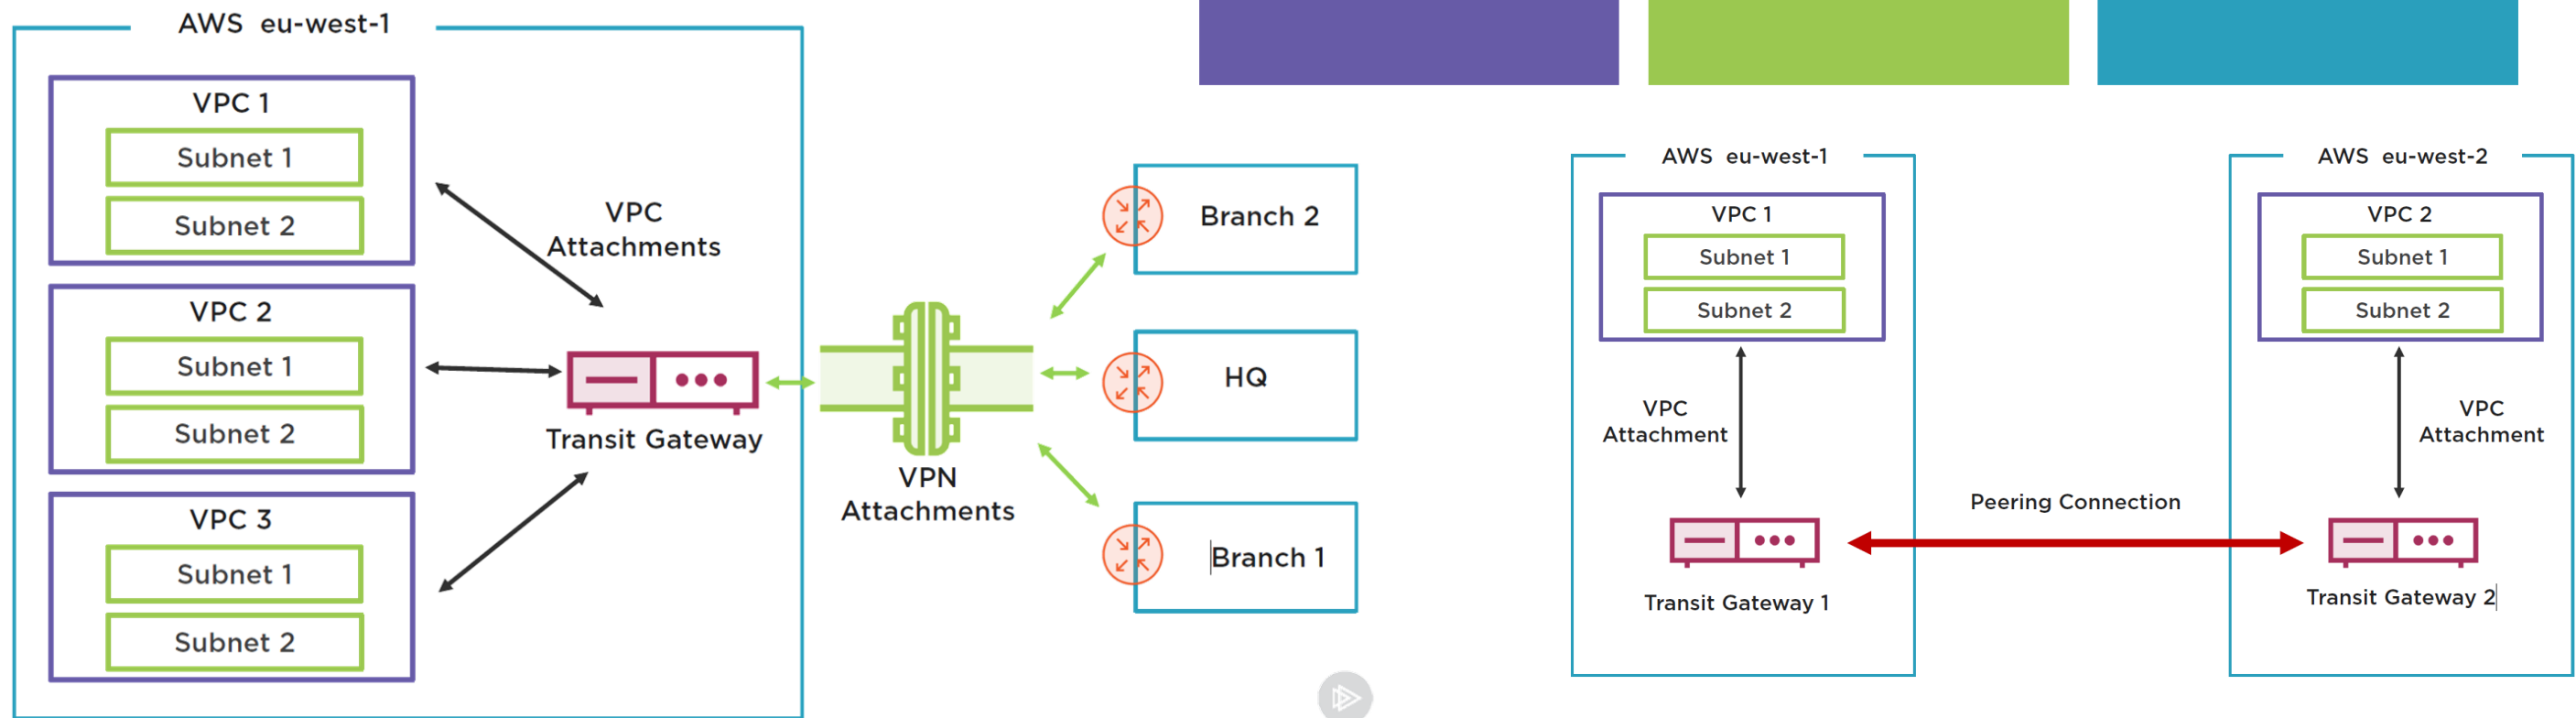 AWS eu-west-1
VPC 1
Subnet 1
Subnet 2
VPC 2
Subnet 1
Subnet 2
VPC 3
Subnet 1
Subnet 2
VPC
Attachments
Transit Gateway
VPN
Attachments
Branch 2
HQ
Branch 1
AWS eu-west-1
VPC 1
Subnet 1
Subnet 2
VPC
Attachment
Transit Gateway 1
Peering Connection
AWS eu-west-2
VPC 2
Subnet 1
Subnet 2
VPC
Attachment
Transit Gateway 2